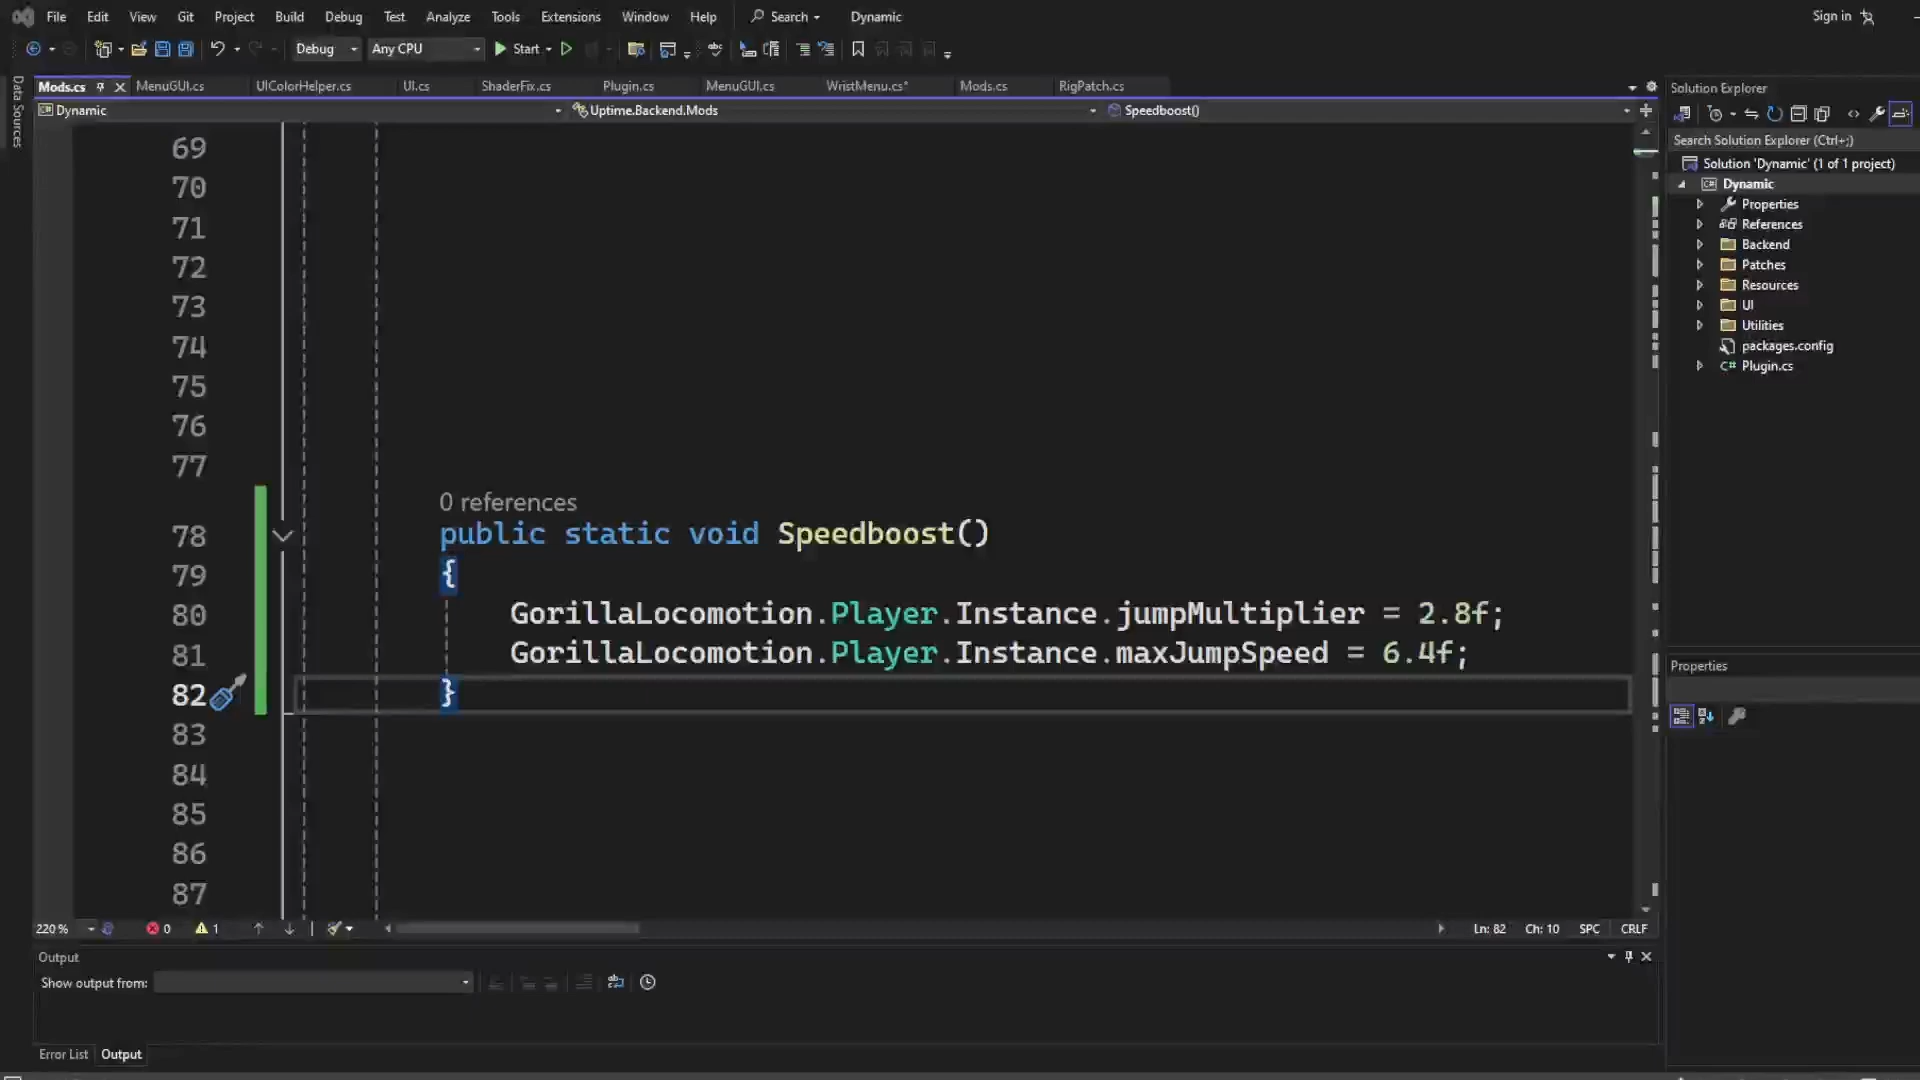 File Edit View Git Project Build Debug Test Analyze Tools Extensions Window Help Search Dynamic Sign in
Debug Any CPU Start
Mods.cs MenuGUI.cs UIColorHelper.cs UI.cs ShaderFix.cs Plugin.cs MenuGUI.cs WristMenu.cs* Mods.cs RigPatch.cs
Dynamic Uptime.Backend.Mods Speedboost()
Data Sources
69
70
71
72
73
74
75
76
77
0 references
78 public static void Speedboost()
79 {
80 GorillaLocomotion.Player.Instance.jumpMultiplier = 2.8f;
81 GorillaLocomotion.Player.Instance.maxJumpSpeed = 6.4f;
82 }
83
84
85
86
87
220 % 0 1 Ln: 82 Ch: 10 SPC CRLF
Output
Show output from:
Error List Output
Solution Explorer
Search Solution Explorer (Ctrl+;)
Solution 'Dynamic' (1 of 1 project)
C# Dynamic
Properties
References
Backend
Patches
Resources
UI
Utilities
packages.config
C# Plugin.cs
Properties